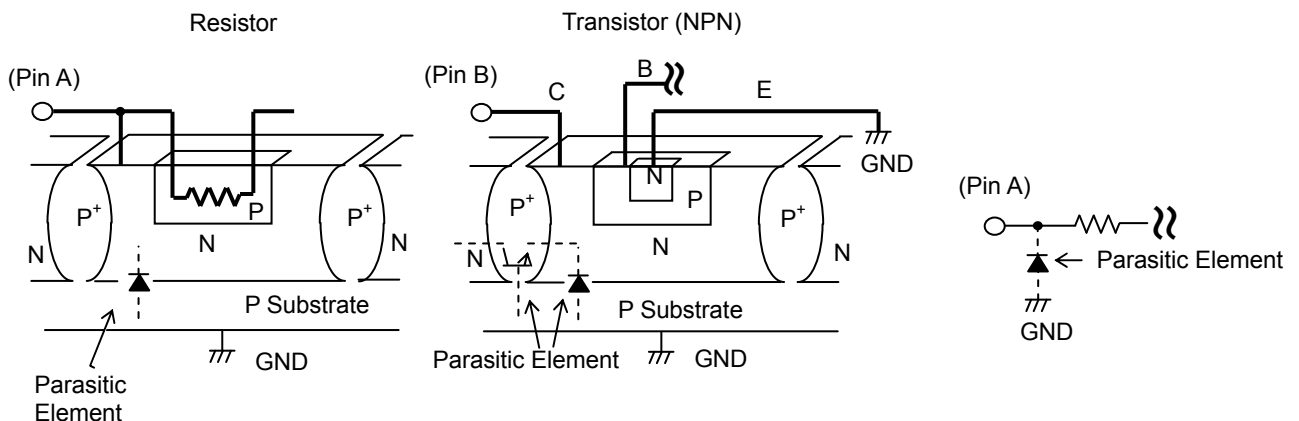 Resistor
(Pin A)
P+
P
P+
N
N
N
P Substrate
GND
Parasitic
Element
Transistor (NPN)
(Pin B)
C
B
E
GND
N
P
P+
P+
N
N
N
P Substrate
Parasitic Element
GND
(Pin A)
Parasitic Element
GND